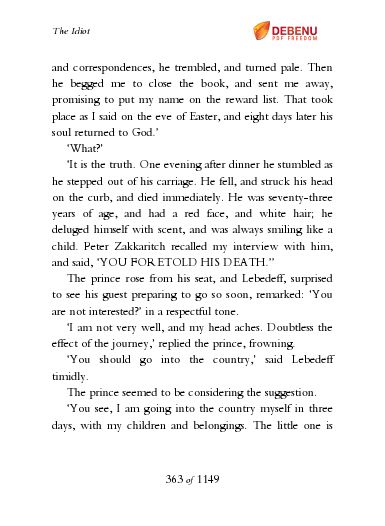 The Idiot
DEBENU
PDF FREEDOM
and correspondences, he trembled, and turned pale. Then
he begged me to close the book, and sent me away,
promising to put my name on the reward list. That took
place as I said on the eve of Easter, and eight days later his
soul returned to God.'
'What?'
'It is the truth. One evening after dinner he stumbled as
he stepped out of his carriage. He fell, and struck his head
on the curb, and died immediately. He was seventy-three
years of age, and had a red face, and white hair; he
deluged himself with scent, and was always smiling like a
child. Peter Zakkaritch recalled my interview with him,
and said, 'YOU FORETOLD HIS DEATH.''
The prince rose from his seat, and Lebedeff, surprised
to see his guest preparing to go so soon, remarked: 'You
are not interested?' in a respectful tone.
'I am not very well, and my head aches. Doubtless the
effect of the journey,' replied the prince, frowning.
'You should go into the country,' said Lebedeff
timidly.
The prince seemed to be considering the suggestion.
'You see, I am going into the country myself in three
days, with my children and belongings. The little one is
363 of 1149